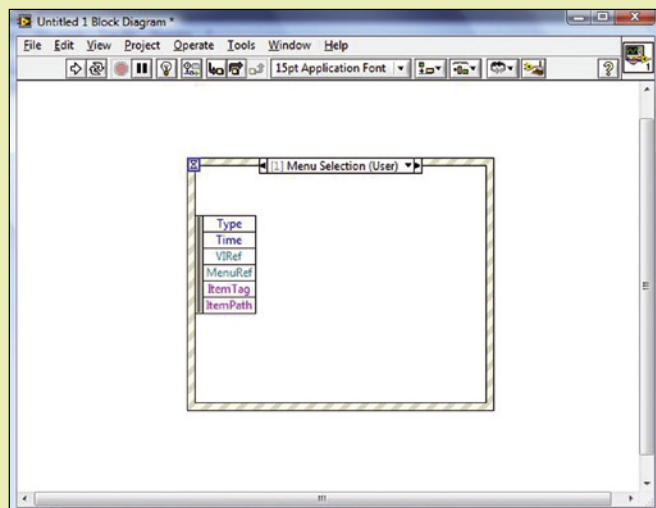 Untitled 1 Block Diagram *
File Edit View Project Operate Tools Window Help
15pt Application Font
1
[1] Menu Selection (User)
Type
Time
VIRef
MenuRef
ItemTag
ItemPath